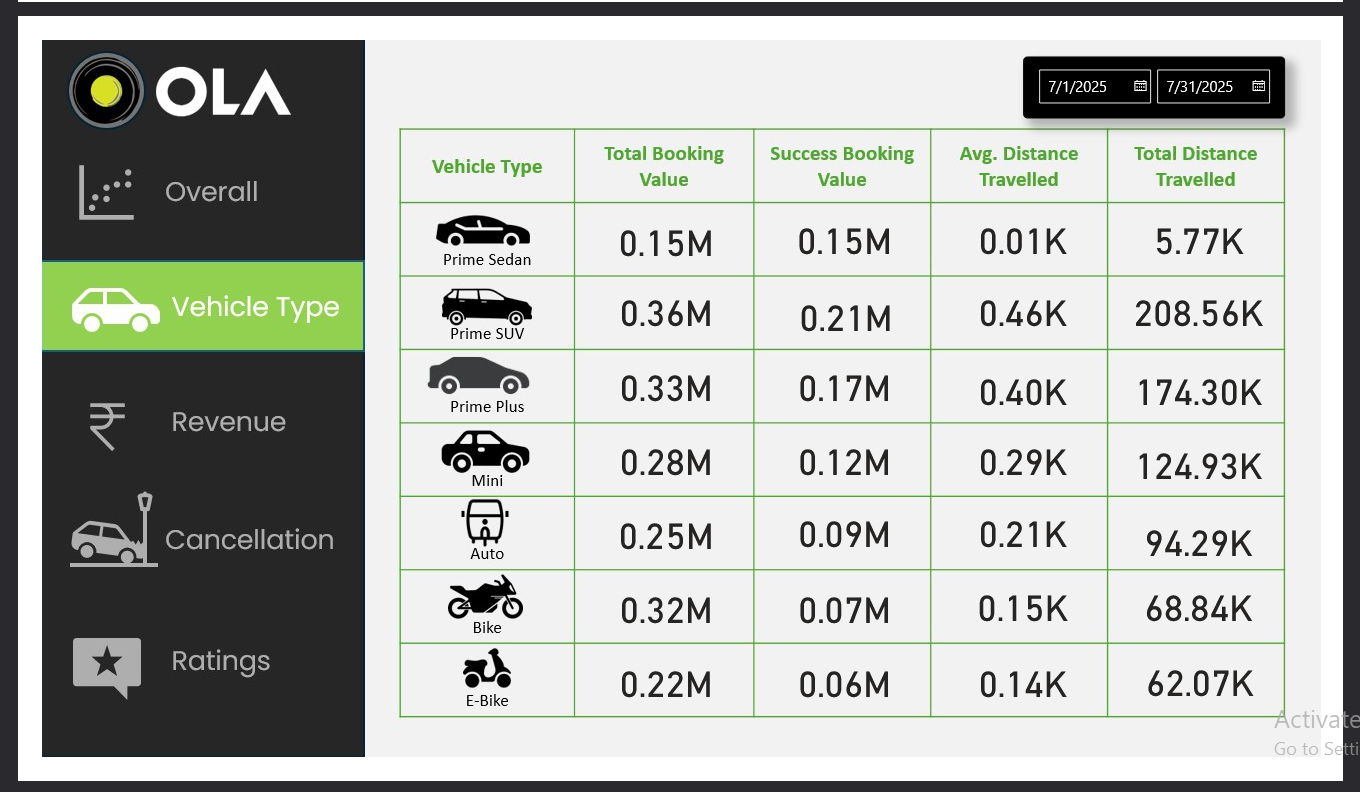 OLA
7/1/2025 7/31/2025
Overall
Vehicle Type
Revenue
Cancellation
Ratings
Vehicle Type Total Booking Value Success Booking Value Avg. Distance Travelled Total Distance Travelled
Prime Sedan 0.15M 0.15M 0.01K 5.77K
Prime SUV 0.36M 0.21M 0.46K 208.56K
Prime Plus 0.33M 0.17M 0.40K 174.30K
Mini 0.28M 0.12M 0.29K 124.93K
Auto 0.25M 0.09M 0.21K 94.29K
Bike 0.32M 0.07M 0.15K 68.84K
E-Bike 0.22M 0.06M 0.14K 62.07K
Activate
Go to Setti